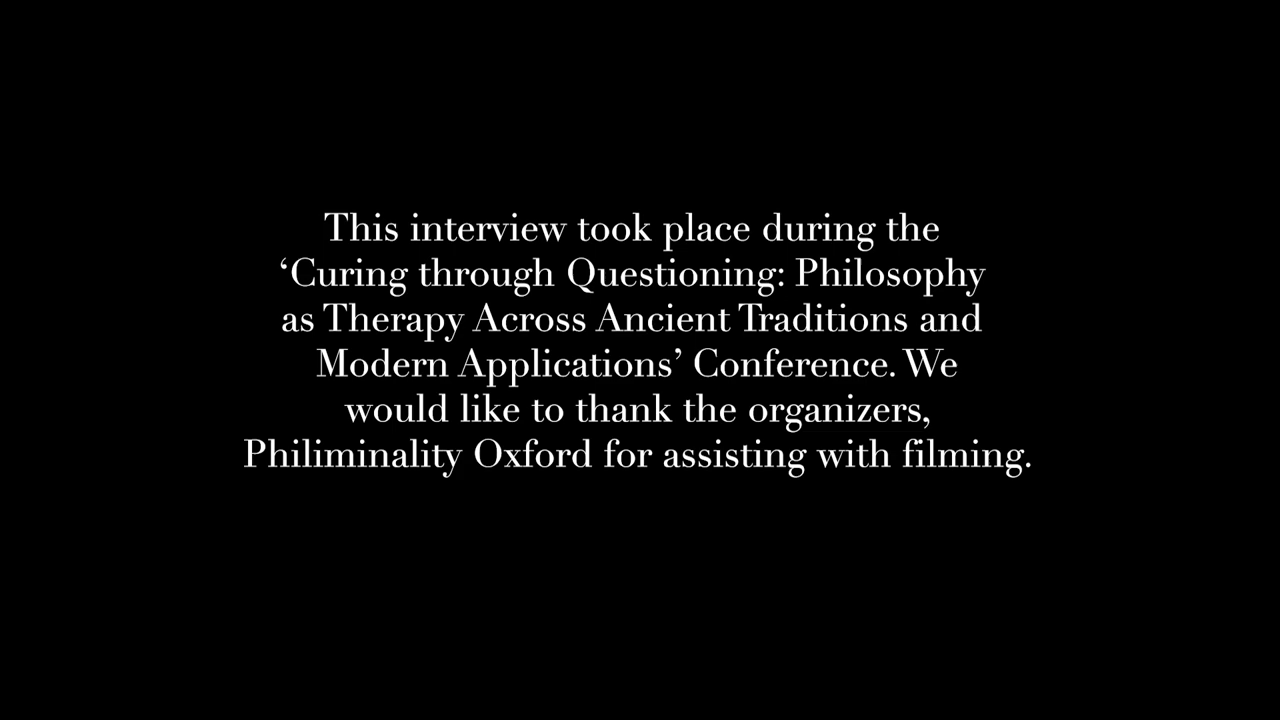 This interview took place during the
‘Curing through Questioning: Philosophy
as Therapy Across Ancient Traditions and
Modern Applications’ Conference. We
would like to thank the organizers,
Philiminality Oxford for assisting with filming.